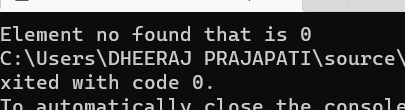 Element no found that is 0
C:\Users\DHEERAJ PRAJAPATI\source\
xited with code 0.
To automatically close the console